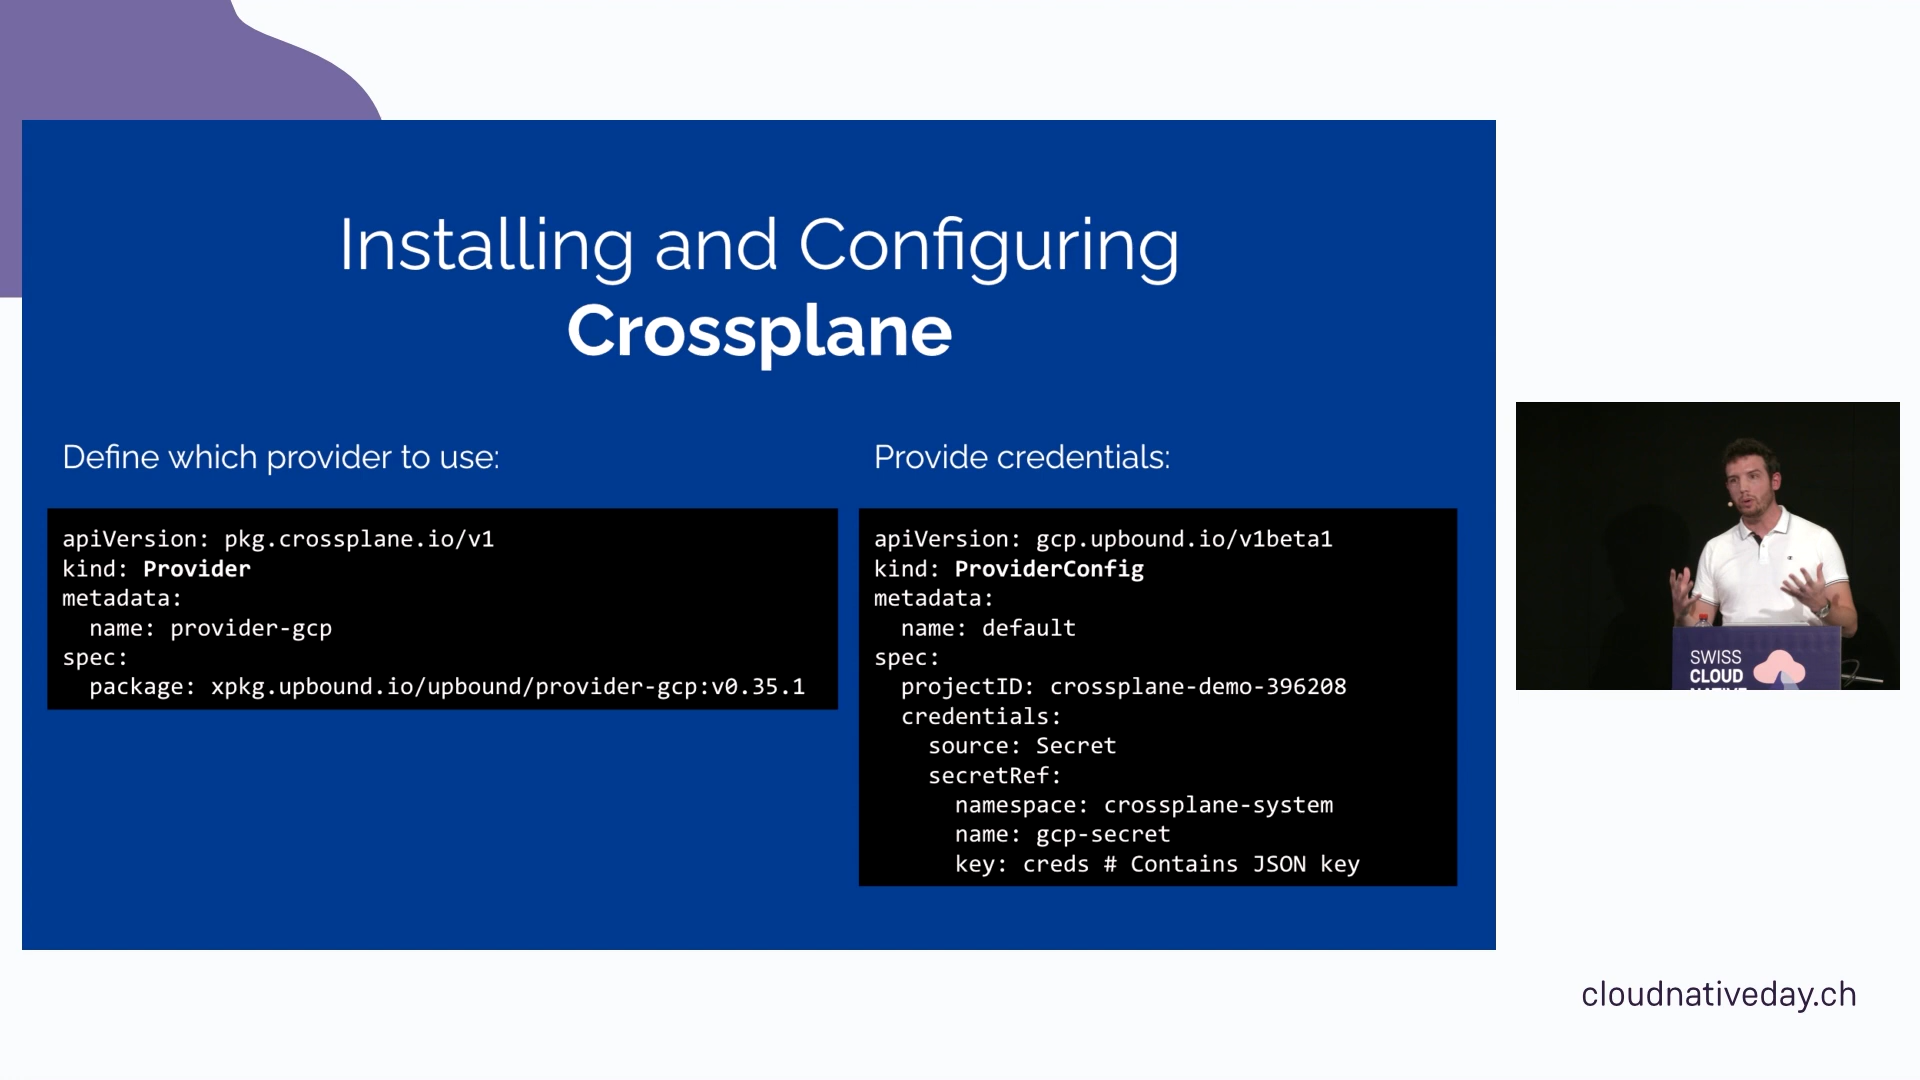 Installing and Configuring
Crossplane
Define which provider to use:
apiVersion: pkg.crossplane.io/v1
kind: Provider
metadata:
  name: provider-gcp
spec:
  package: xpkg.upbound.io/upbound/provider-gcp:v0.35.1
Provide credentials:
apiVersion: gcp.upbound.io/v1beta1
kind: ProviderConfig
metadata:
  name: default
spec:
  projectID: crossplane-demo-396208
  credentials:
    source: Secret
    secretRef:
      namespace: crossplane-system
      name: gcp-secret
      key: creds # Contains JSON key
SWISS
CLOUD
NATIVE
cloudnativeday.ch